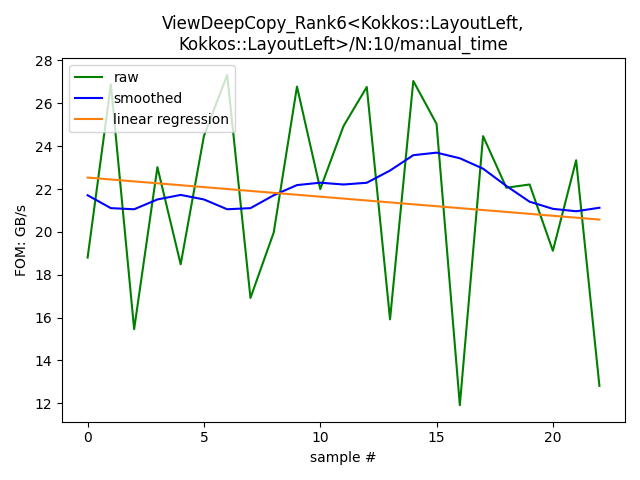 ViewDeepCopy_Rank6<Kokkos::LayoutLeft,
Kokkos::LayoutLeft>/N:10/manual_time
raw
smoothed
linear regression
FOM: GB/s
28
26
24
22
20
18
16
14
12
0
5
10
15
20
sample #